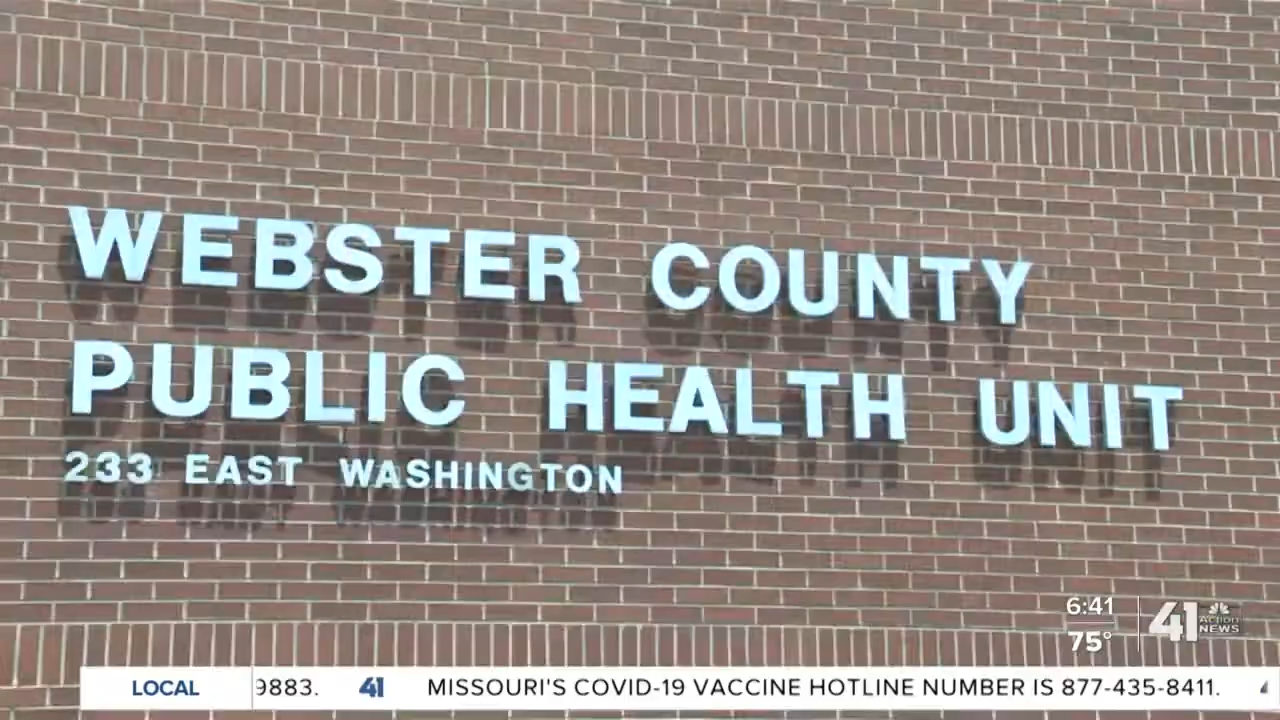 WEBSTER COUNTY
PUBLIC HEALTH UNIT
233 EAST WASHINGTON
6:41
75°
41 Action NEWS
LOCAL 9883. 41 MISSOURI'S COVID-19 VACCINE HOTLINE NUMBER IS 877-435-8411.